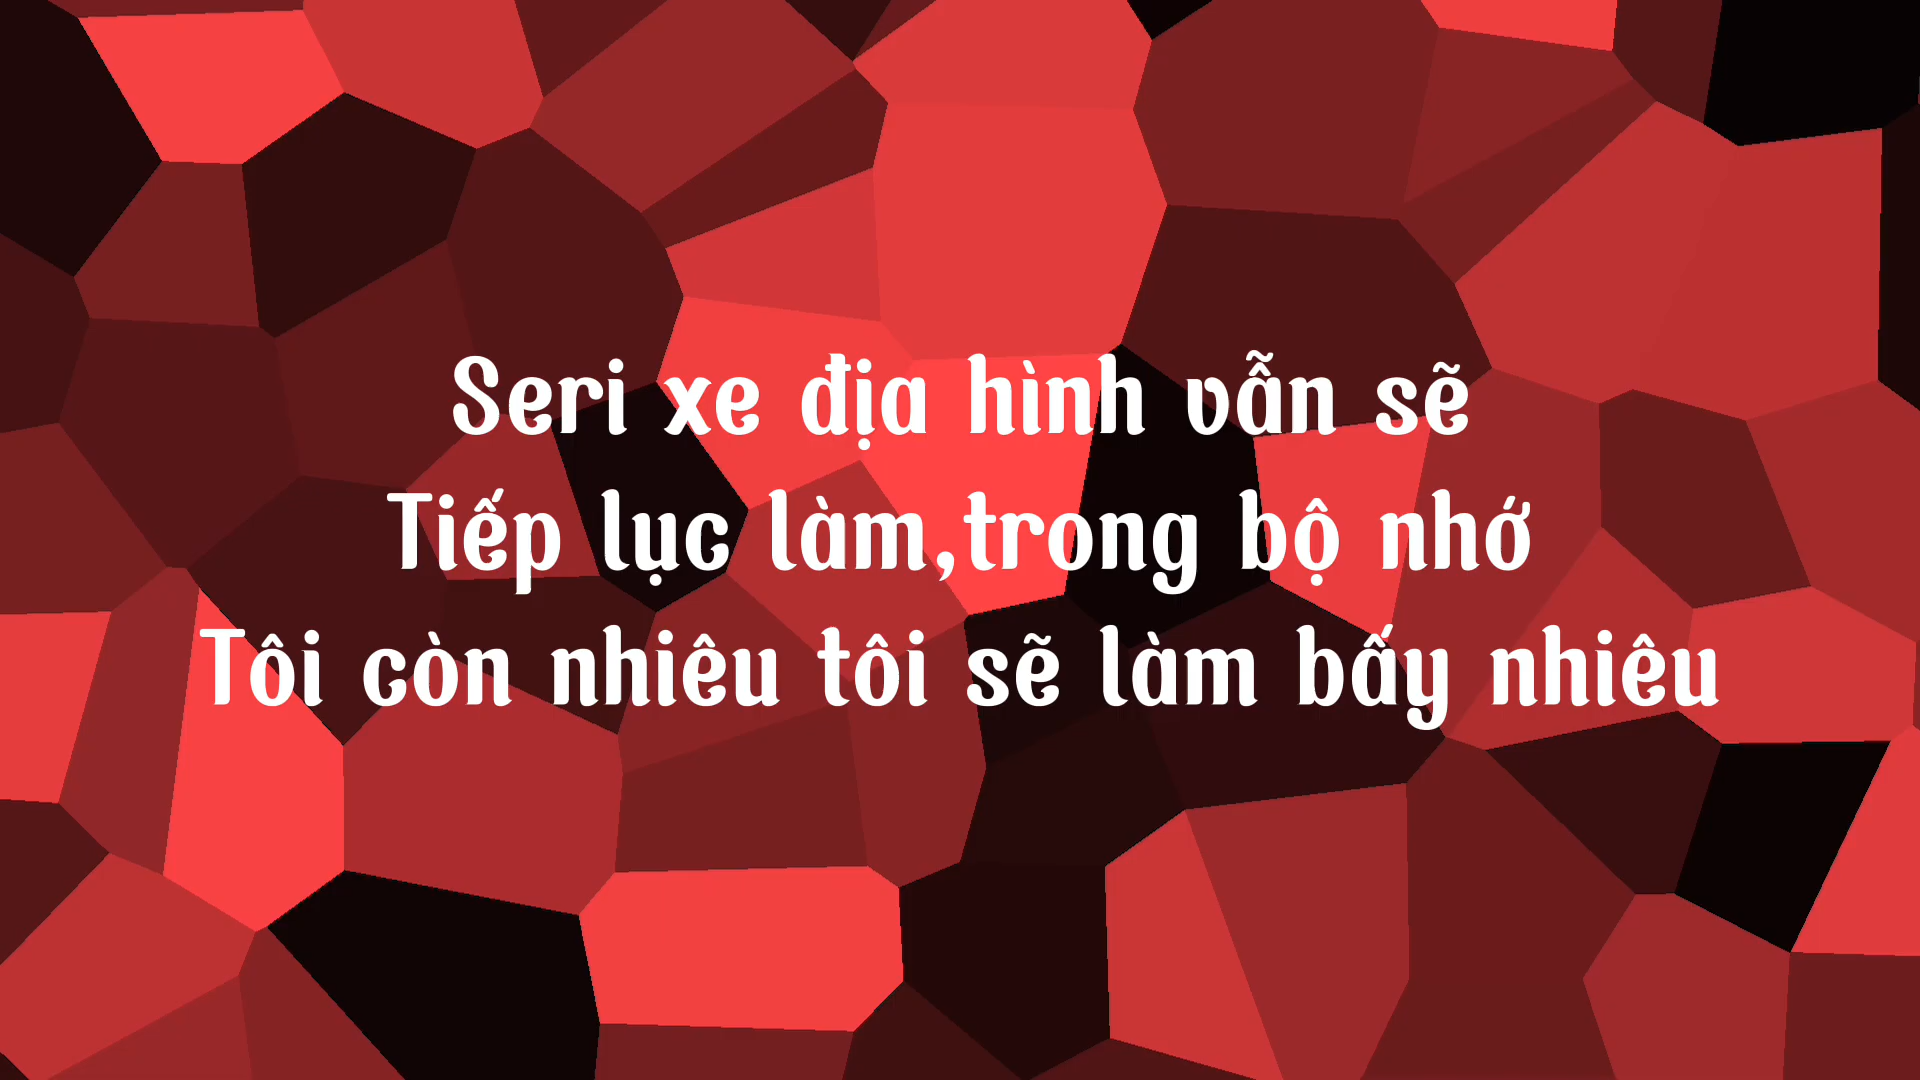 Seri xe địa hình vẫn sẽ
Tiếp lục làm,trong bộ nhớ
Tôi còn nhiêu tôi sẽ làm bấy nhiêu